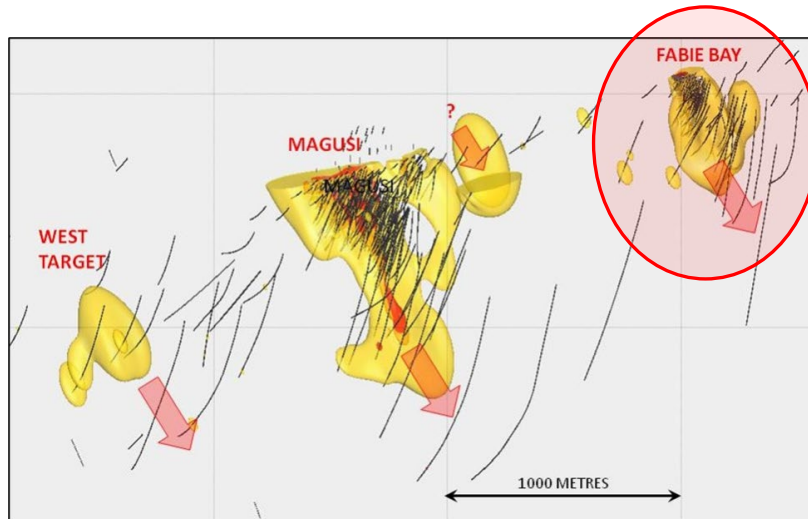 FABIE BAY
?
MAGUSI
MAGUSI
WEST
TARGET
1000 METRES